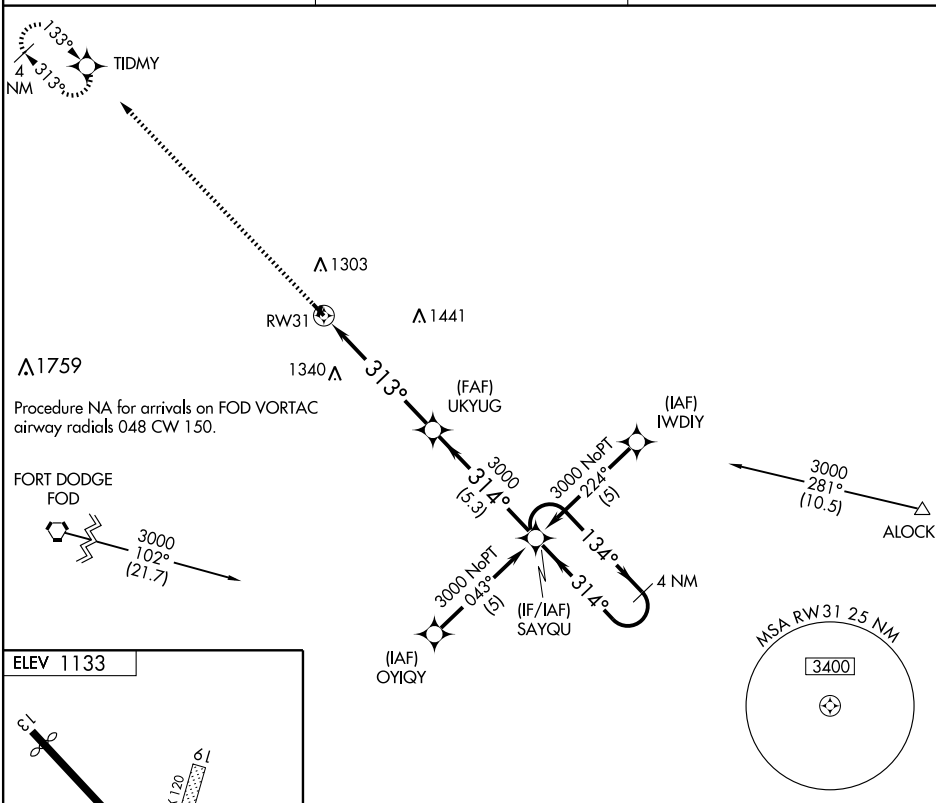 133°
TIDMY
4
NM
313°
1303
RW31
1441
1759
1340
313°
(FAF)
UKYUG
(IAF)
IWDIY
Procedure NA for arrivals on FOD VORTAC
airway radials 048 CW 150.
3000
314°
(5.3)
3000 NoPT
224°
(5)
3000
281°
(10.5)
ALOCK
FORT DODGE
FOD
3000
102°
(21.7)
134°
314°
4 NM
3000 NoPT
043°
(5)
(IF/IAF)
SAYQU
(IAF)
OYIQY
MSA RW31 25 NM
3400
ELEV 1133
13
19
X 120